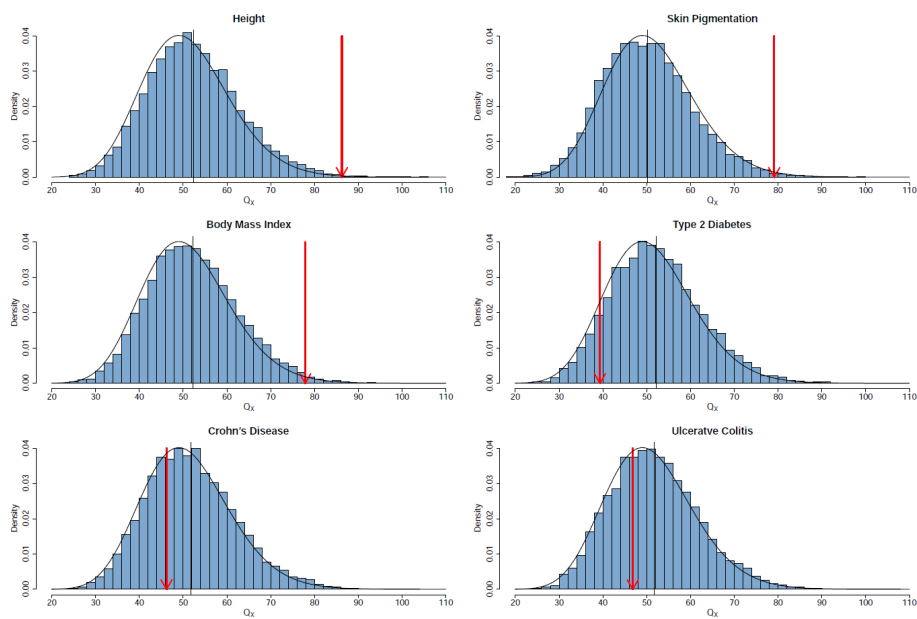 Height
Density
0.00 0.01 0.02 0.03 0.04
20 30 40 50 60 70 80 90 100 110
Qx
Skin Pigmentation
Density
0.00 0.01 0.02 0.03 0.04
20 30 40 50 60 70 80 90 100 110
Qx
Body Mass Index
Density
0.00 0.01 0.02 0.03 0.04
20 30 40 50 60 70 80 90 100 110
Qx
Type 2 Diabetes
Density
0.00 0.01 0.02 0.03 0.04
20 30 40 50 60 70 80 90 100 110
Qx
Crohn's Disease
Density
0.00 0.01 0.02 0.03 0.04
20 30 40 50 60 70 80 90 100 110
Qx
Ulceratve Colitis
Density
0.00 0.01 0.02 0.03 0.04
20 30 40 50 60 70 80 90 100 110
Qx